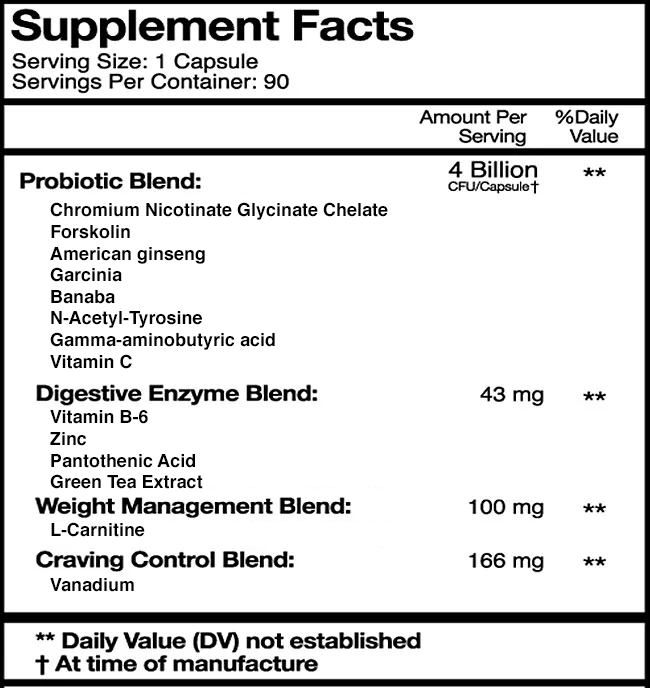 Supplement Facts
Serving Size: 1 Capsule
Servings Per Container: 90
Amount Per Serving %Daily Value
Probiotic Blend: 4 Billion CFU/Capsule† **
Chromium Nicotinate Glycinate Chelate
Forskolin
American ginseng
Garcinia
Banaba
N-Acetyl-Tyrosine
Gamma-aminobutyric acid
Vitamin C
Digestive Enzyme Blend: 43 mg **
Vitamin B-6
Zinc
Pantothenic Acid
Green Tea Extract
Weight Management Blend: 100 mg **
L-Carnitine
Craving Control Blend: 166 mg **
Vanadium
** Daily Value (DV) not established
† At time of manufacture